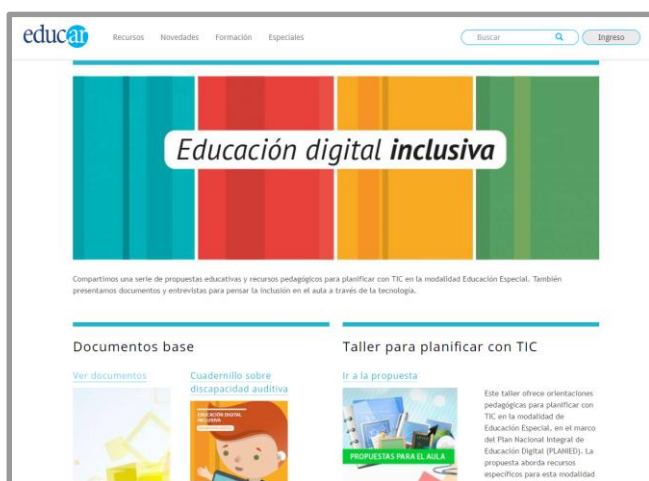 educar
Recursos Novedades Formación Especiales
Buscar
Ingreso
Educación digital inclusiva
Compartimos una serie de propuestas educativas y recursos pedagógicos para planificar con TIC en la modalidad Educación Especial. También
presentamos documentos y entrevistas para pensar la inclusión en el aula a través de la tecnología.
Documentos base
Ver documentos
Cuadernillo sobre
discapacidad auditiva
EDUCACIÓN DIGITAL
INCLUSIVA
Taller para planificar con TIC
Ir a la propuesta
PROPUESTAS PARA EL AULA
Este taller ofrece orientaciones
pedagógicas para planificar con
TIC en la modalidad de
Educación Especial, en el marco
del Plan Nacional Integral de
Educación Digital (PLANIED). La
propuesta aborda recursos
específicos para esta modalidad